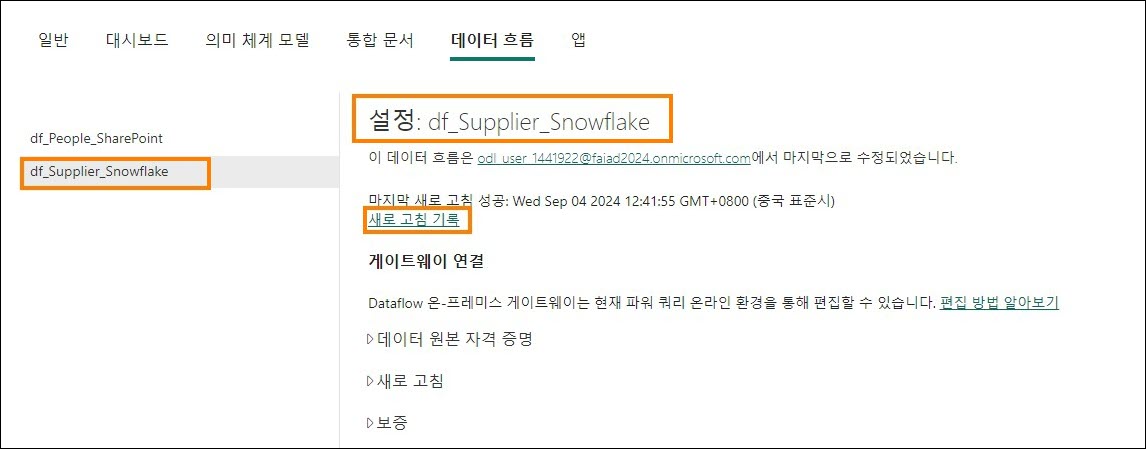 일반 대시보드 의미 체계 모델 통합 문서 데이터 흐름 앱
df_People_SharePoint
df_Supplier_Snowflake
설정: df_Supplier_Snowflake
이 데이터 흐름은 odl_user_1441922@faiad2024.onmicrosoft.com에서 마지막으로 수정되었습니다.
마지막 새로 고침 성공: Wed Sep 04 2024 12:41:55 GMT+0800 (중국 표준시)
새로 고침 기록
게이트웨이 연결
Dataflow 온-프레미스 게이트웨이는 현재 파워 쿼리 온라인 환경을 통해 편집할 수 있습니다. 편집 방법 알아보기
데이터 원본 자격 증명
새로 고침
보증